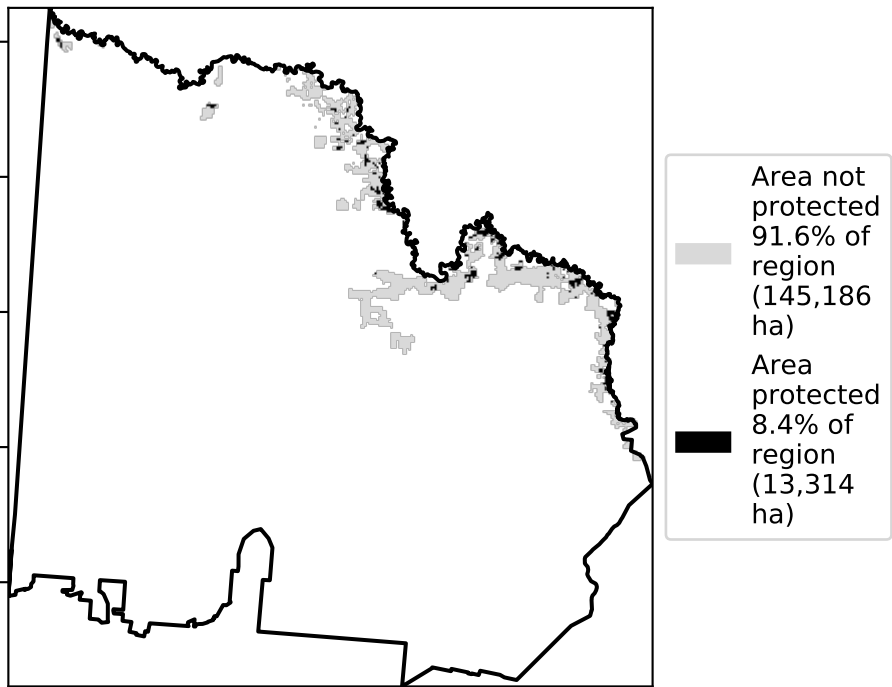 Area not
protected
91.6% of
region
(145,186
ha)
Area
protected
8.4% of
region
(13,314
ha)